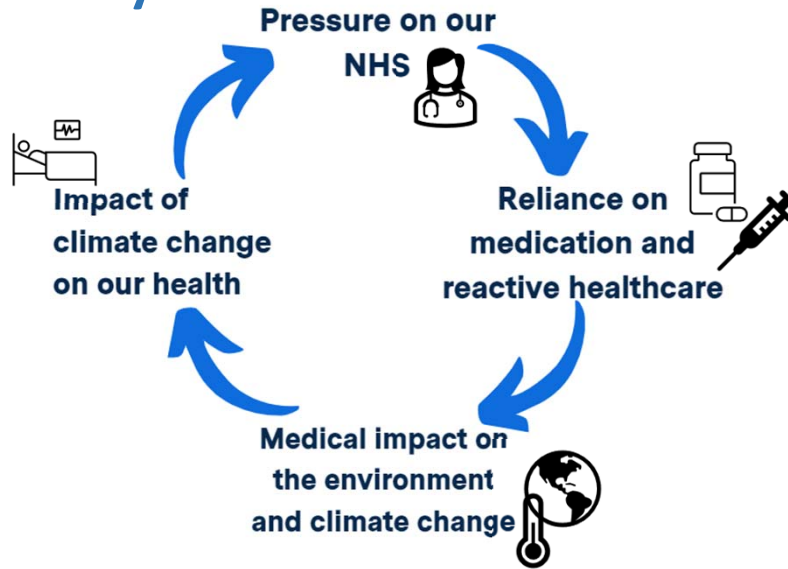 Pressure on our
NHS
Reliance on
medication and
reactive healthcare
Medical impact on
the environment
and climate change
Impact of
climate change
on our health